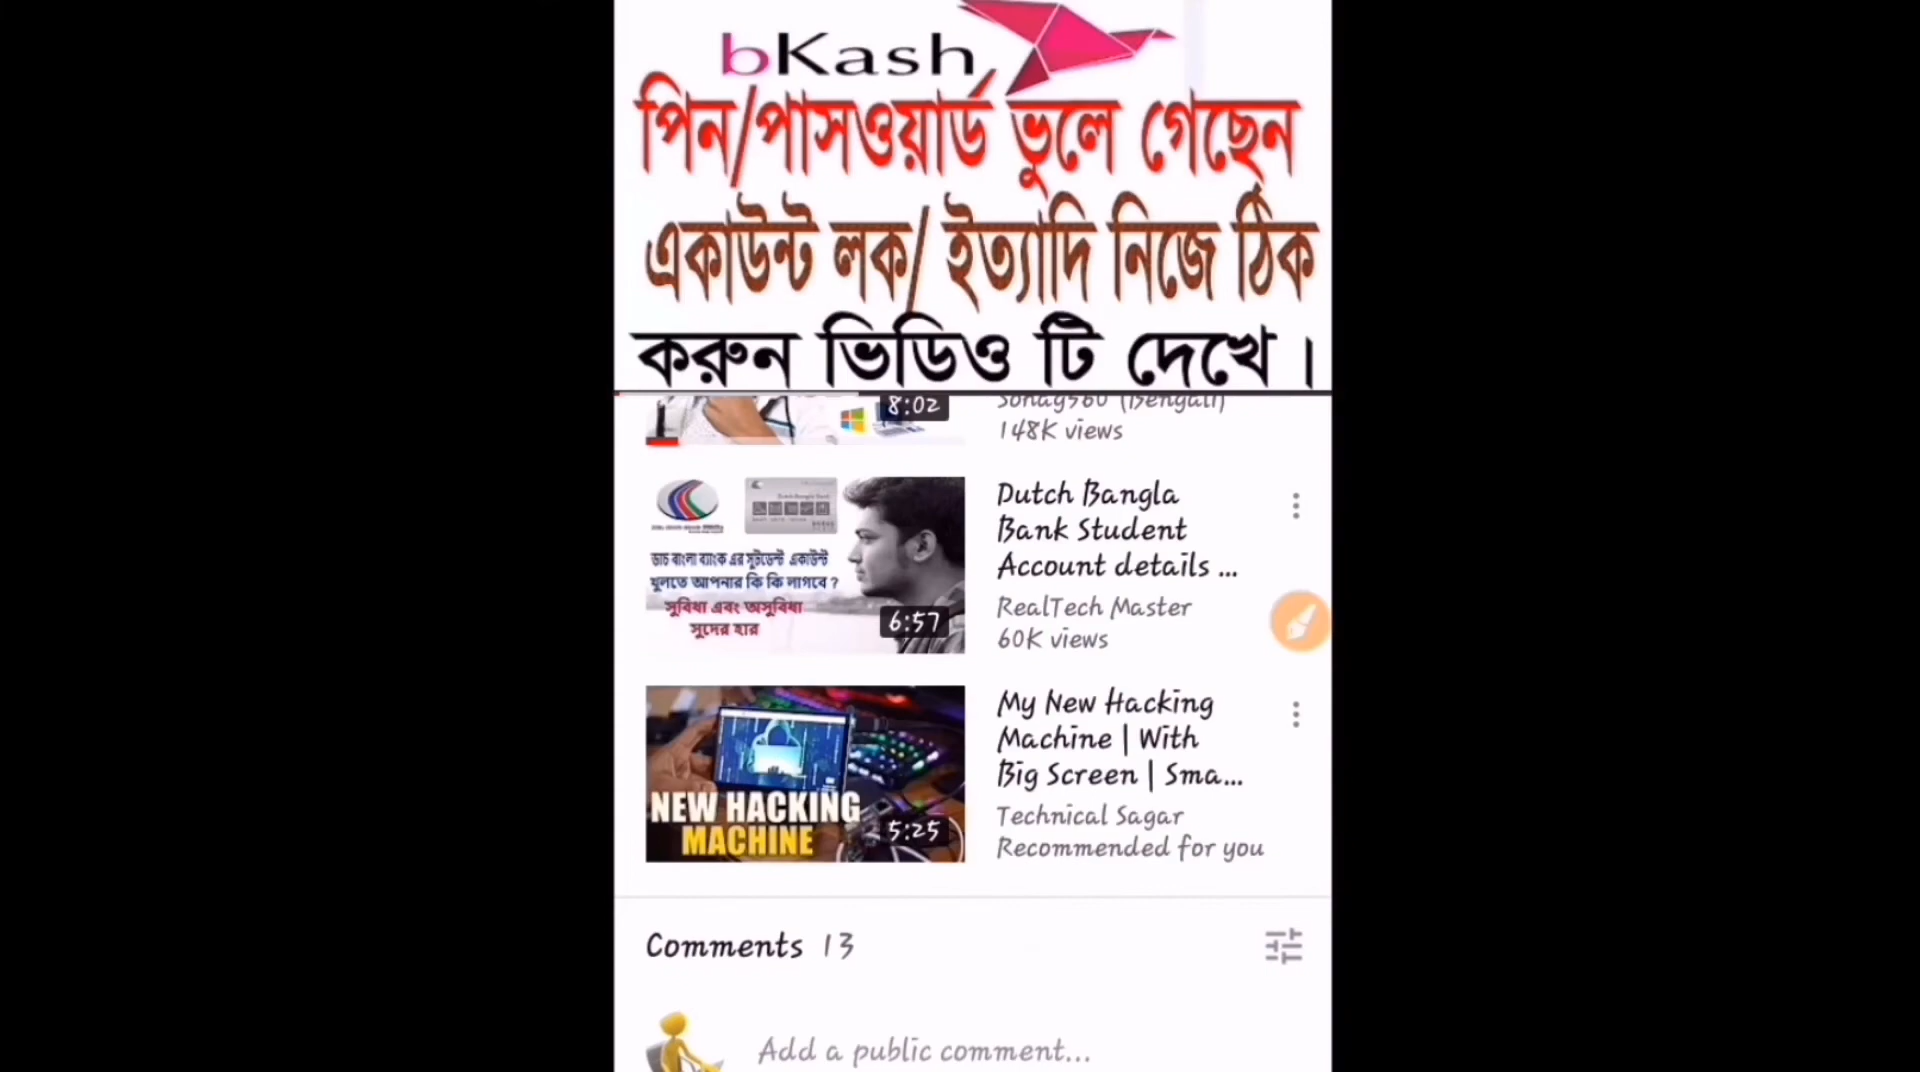 bKash
পিন/পাসওয়ার্ড ভুলে গেছেন
একাউন্ট লক/ ইত্যাদি নিজে ঠিক
করুন ভিডিও টি দেখে।
8:02
(Bengali)
148K views
ডাচ বাংলা ব্যাংক এর সুটডেন্ট একাউন্ট
খুলতে আপনার কি কি লাগবে ?
সুবিধা এবং অসুবিধা
সুদের হার
6:57
Dutch Bangla
Bank Student
Account details ...
RealTech Master
60K views
NEW HACKING
MACHINE
5:25
My New Hacking
Machine | With
Big Screen | Sma...
Technical Sagar
Recommended for you
Comments 13
Add a public comment...